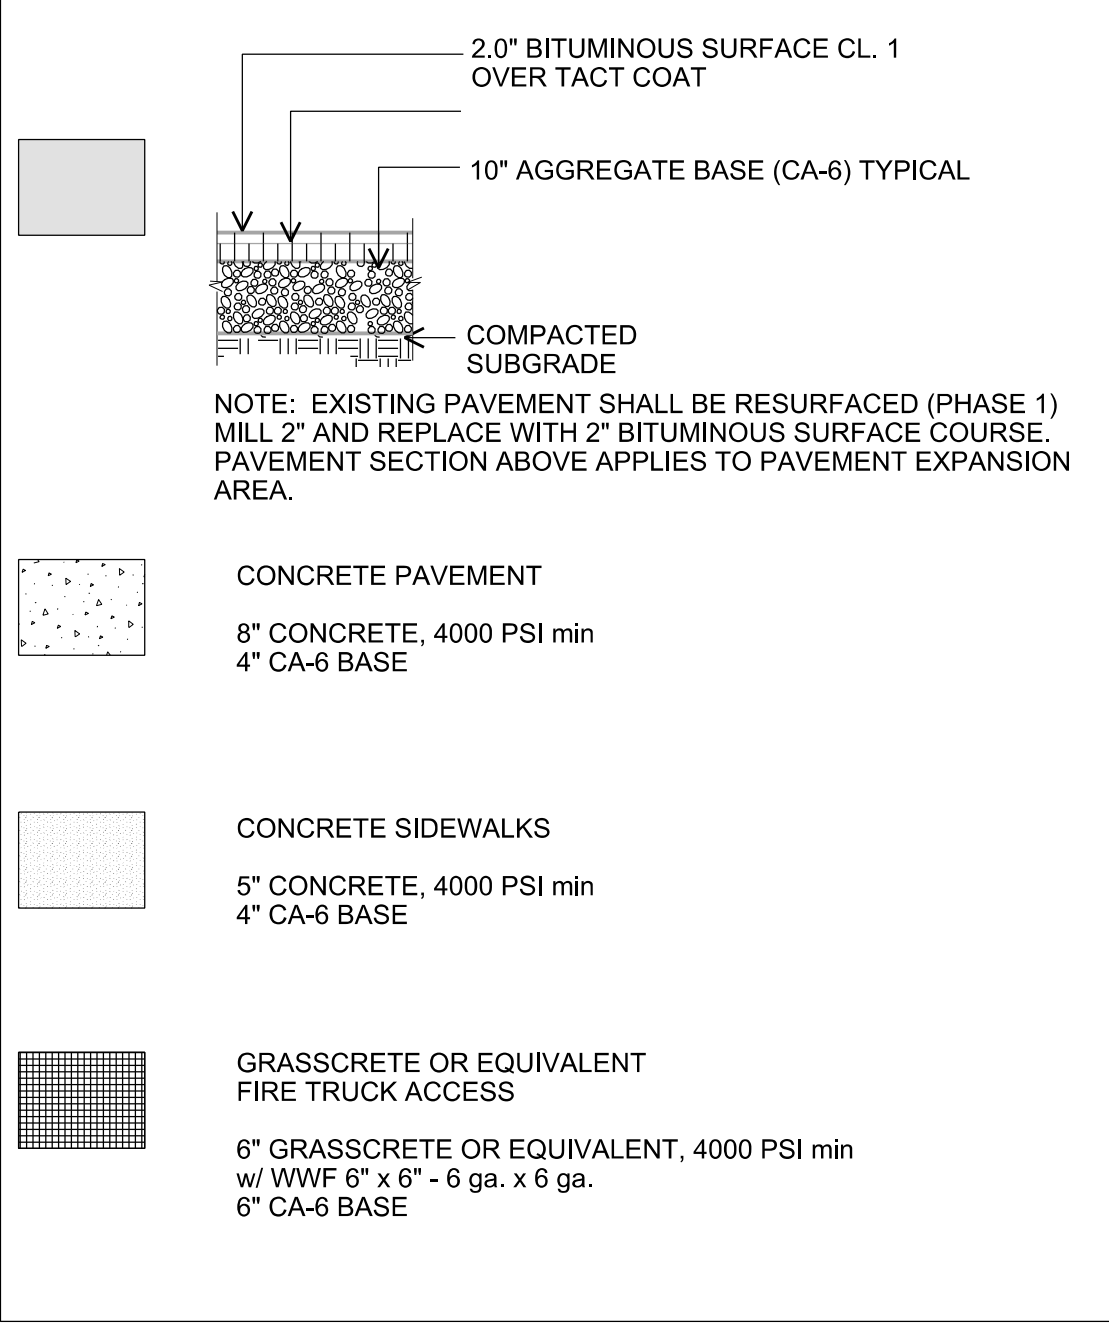 2.0" BITUMINOUS SURFACE CL. 1
OVER TACT COAT
10" AGGREGATE BASE (CA-6) TYPICAL
COMPACTED
SUBGRADE
NOTE: EXISTING PAVEMENT SHALL BE RESURFACED (PHASE 1)
MILL 2" AND REPLACE WITH 2" BITUMINOUS SURFACE COURSE.
PAVEMENT SECTION ABOVE APPLIES TO PAVEMENT EXPANSION
AREA.
CONCRETE PAVEMENT
8" CONCRETE, 4000 PSI min
4" CA-6 BASE
CONCRETE SIDEWALKS
5" CONCRETE, 4000 PSI min
4" CA-6 BASE
GRASSCRETE OR EQUIVALENT
FIRE TRUCK ACCESS
6" GRASSCRETE OR EQUIVALENT, 4000 PSI min
w/ WWF 6" x 6" - 6 ga. x 6 ga.
6" CA-6 BASE